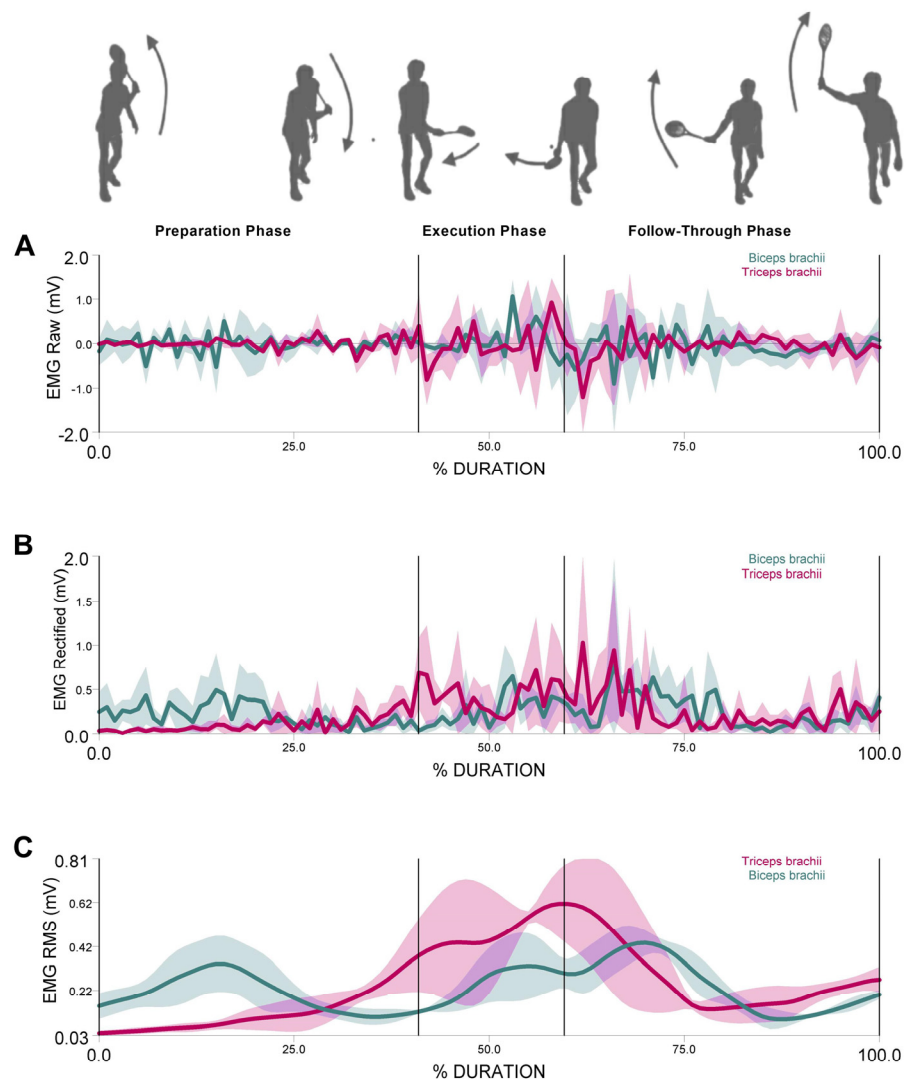 Preparation Phase Execution Phase Follow-Through Phase
A
Biceps brachii
Triceps brachii
EMG Raw (mV)
2.0
1.0
0.0
-1.0
-2.0
0.0 25.0 50.0 75.0 100.0
% DURATION
B
Biceps brachii
Triceps brachii
EMG Rectified (mV)
2.0
1.5
1.0
0.5
0.0
0.0 25.0 50.0 75.0 100.0
% DURATION
C
Triceps brachii
Biceps brachii
EMG RMS (mV)
0.81
0.62
0.42
0.22
0.03
0.0 25.0 50.0 75.0 100.0
% DURATION